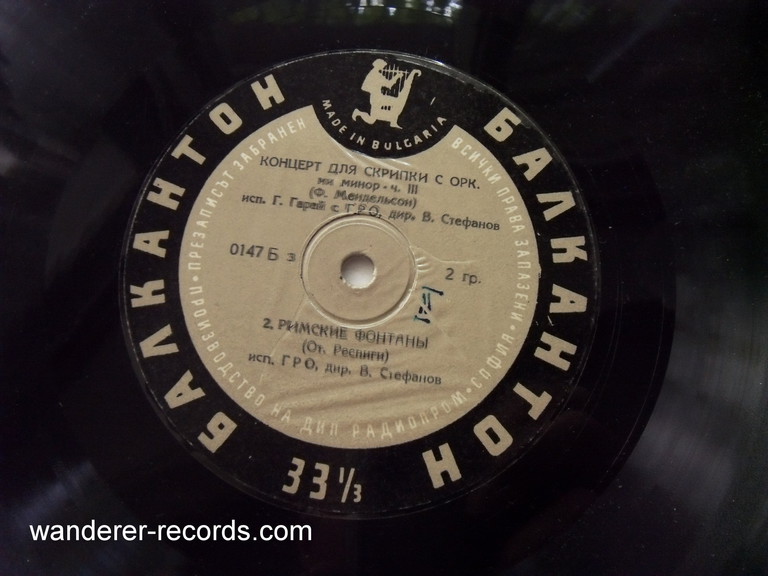 БАЛКАНТОН
БАЛКАНТОН
MADE IN BULGARIA
ПРЕЗАПИСЪТ ЗАБРАНЕН
ВСИЧКИ ПРАВА ЗАПАЗЕНИ
КОНЦЕРТ ДЛЯ СКРИПКИ С ОРК.
ми минор - ч. III
(Ф. Мендельсон)
исп. Г. Гарай с Г Р О, дир. В. Стефанов
0147 Б з
2 гр.
2. РИМСКИЕ ФОНТАНЫ
(От. Респиги)
исп. Г Р О, дир. В. Стефанов
ПРОИЗВОДСТВО НА ДИП РАДИОПРОМ • СОФИЯ •
33 1/3
wanderer-records.com